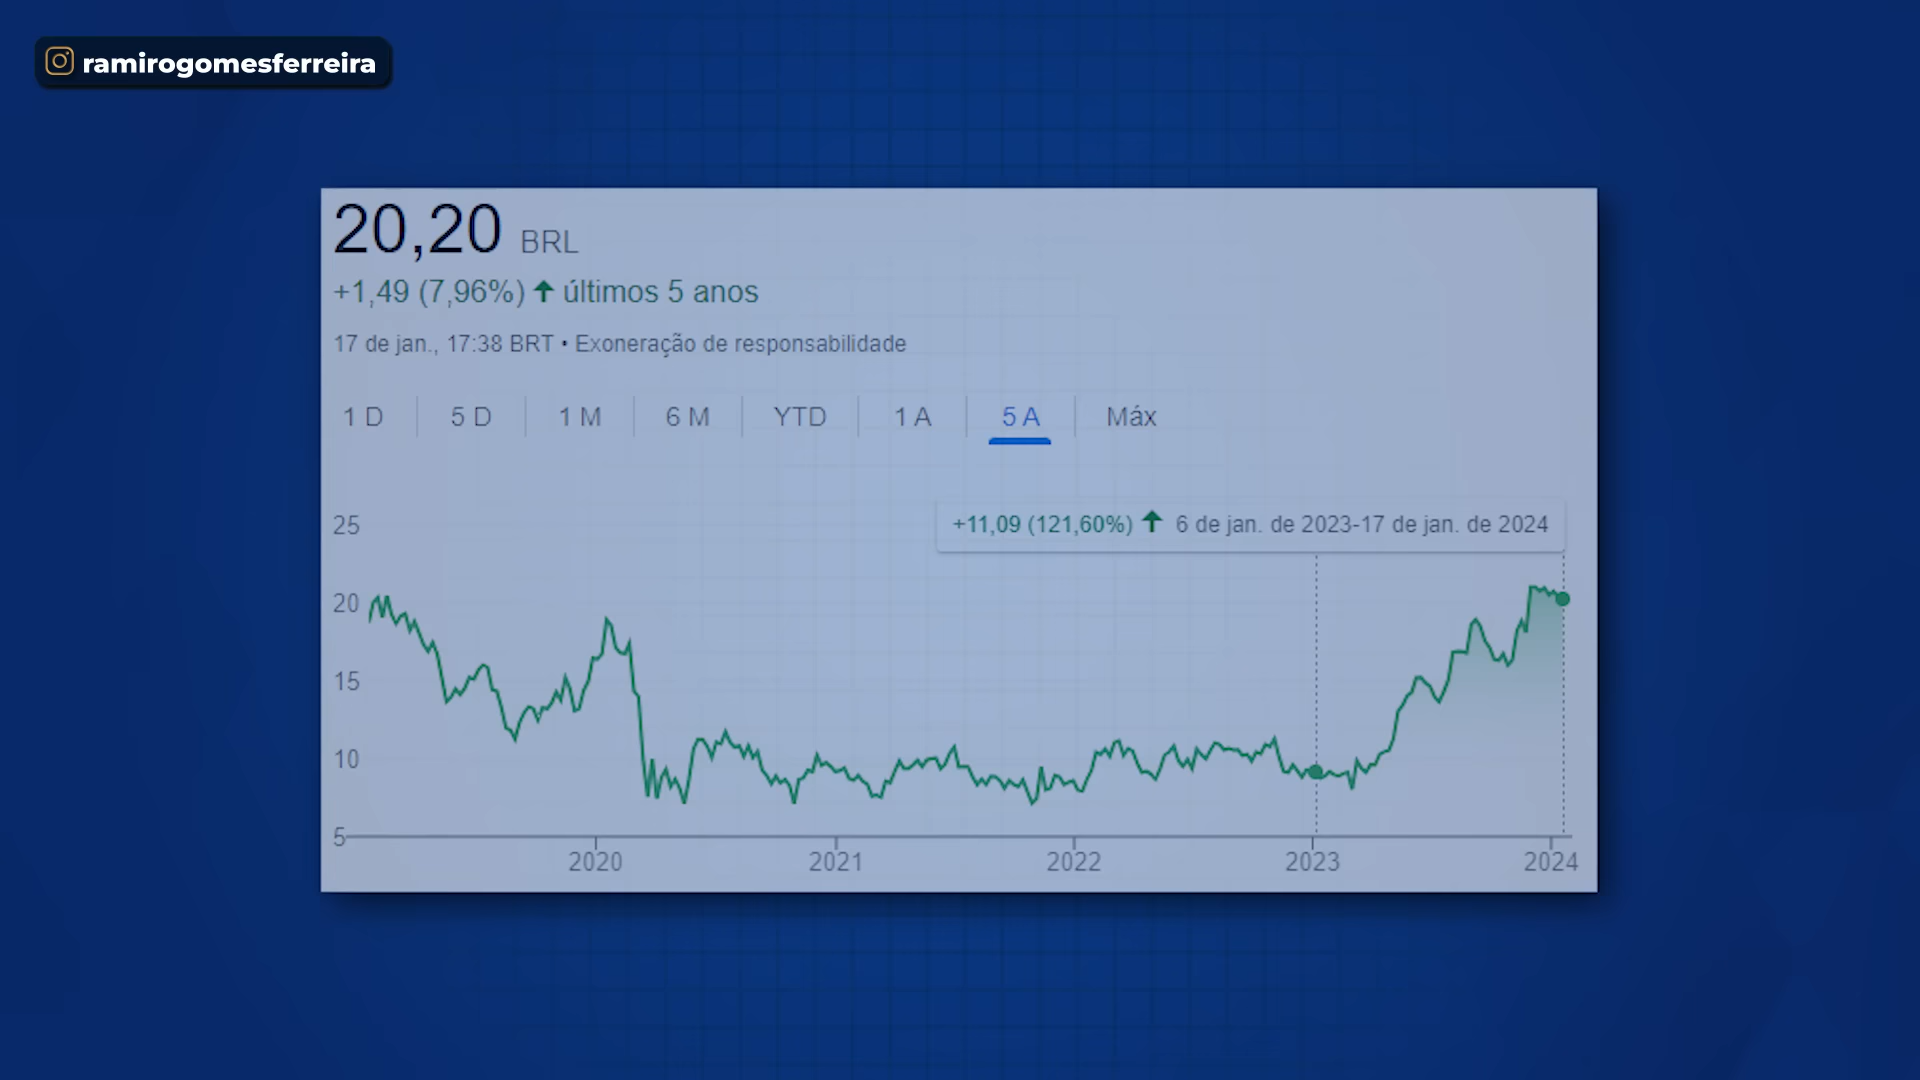 ramirogomesferreira
20,20 BRL
+1,49 (7,96%) ↑ últimos 5 anos
17 de jan., 17:38 BRT • Exoneração de responsabilidade
1 D 5 D 1 M 6 M YTD 1 A 5 A Máx
+11,09 (121,60%) ↑ 6 de jan. de 2023-17 de jan. de 2024
25
20
15
10
5
2020 2021 2022 2023 2024